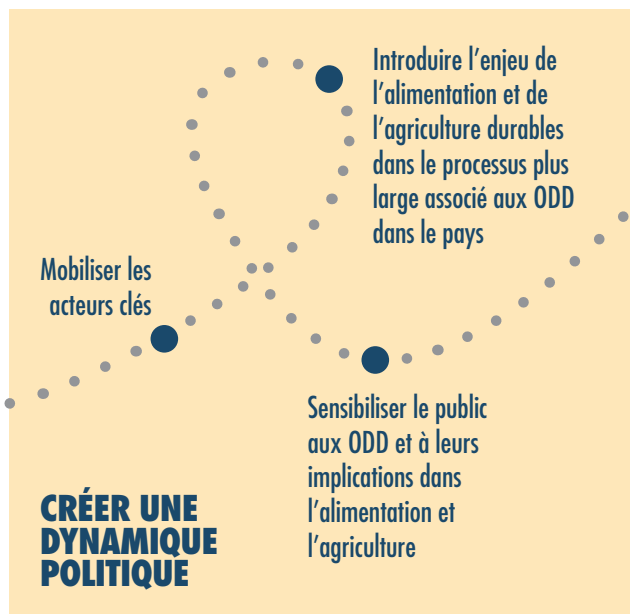 Introduire l’enjeu de
l’alimentation et de
l’agriculture durables
dans le processus plus
large associé aux ODD
dans le pays
Mobiliser les
acteurs clés
Sensibiliser le public
aux ODD et à leurs
implications dans
l’alimentation et
l’agriculture
CRÉER UNE
DYNAMIQUE
POLITIQUE